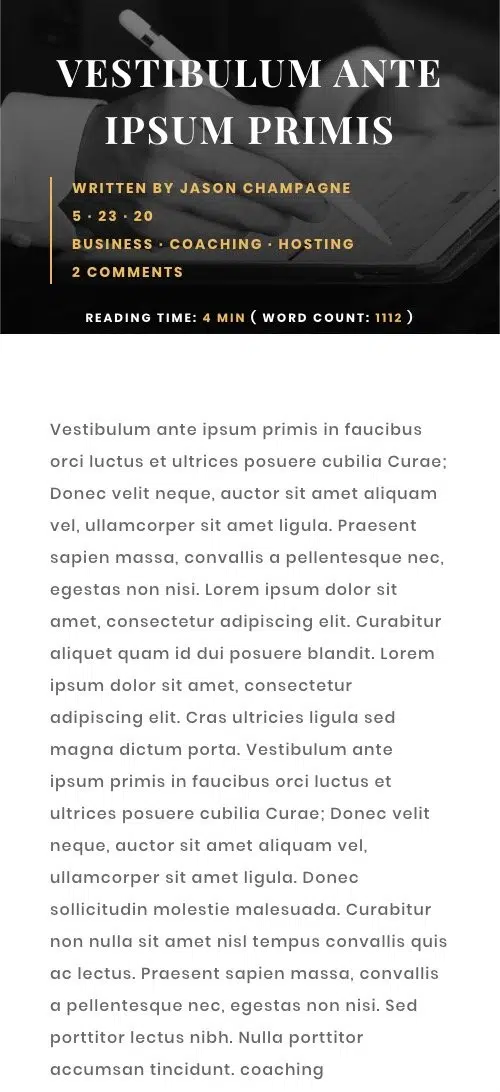 VESTIBULUM ANTE
IPSUM PRIMIS
WRITTEN BY JASON CHAMPAGNE
5 · 23 · 20
BUSINESS · COACHING · HOSTING
2 COMMENTS
READING TIME: 4 MIN ( WORD COUNT: 1112 )
Vestibulum ante ipsum primis in faucibus
orci luctus et ultrices posuere cubilia Curae;
Donec velit neque, auctor sit amet aliquam
vel, ullamcorper sit amet ligula. Praesent
sapien massa, convallis a pellentesque nec,
egestas non nisi. Lorem ipsum dolor sit
amet, consectetur adipiscing elit. Curabitur
aliquet quam id dui posuere blandit. Lorem
ipsum dolor sit amet, consectetur
adipiscing elit. Cras ultricies ligula sed
magna dictum porta. Vestibulum ante
ipsum primis in faucibus orci luctus et
ultrices posuere cubilia Curae; Donec velit
neque, auctor sit amet aliquam vel,
ullamcorper sit amet ligula. Donec
sollicitudin molestie malesuada. Curabitur
non nulla sit amet nisl tempus convallis quis
ac lectus. Praesent sapien massa, convallis
a pellentesque nec, egestas non nisi. Sed
porttitor lectus nibh. Nulla porttitor
accumsan tincidunt. coaching